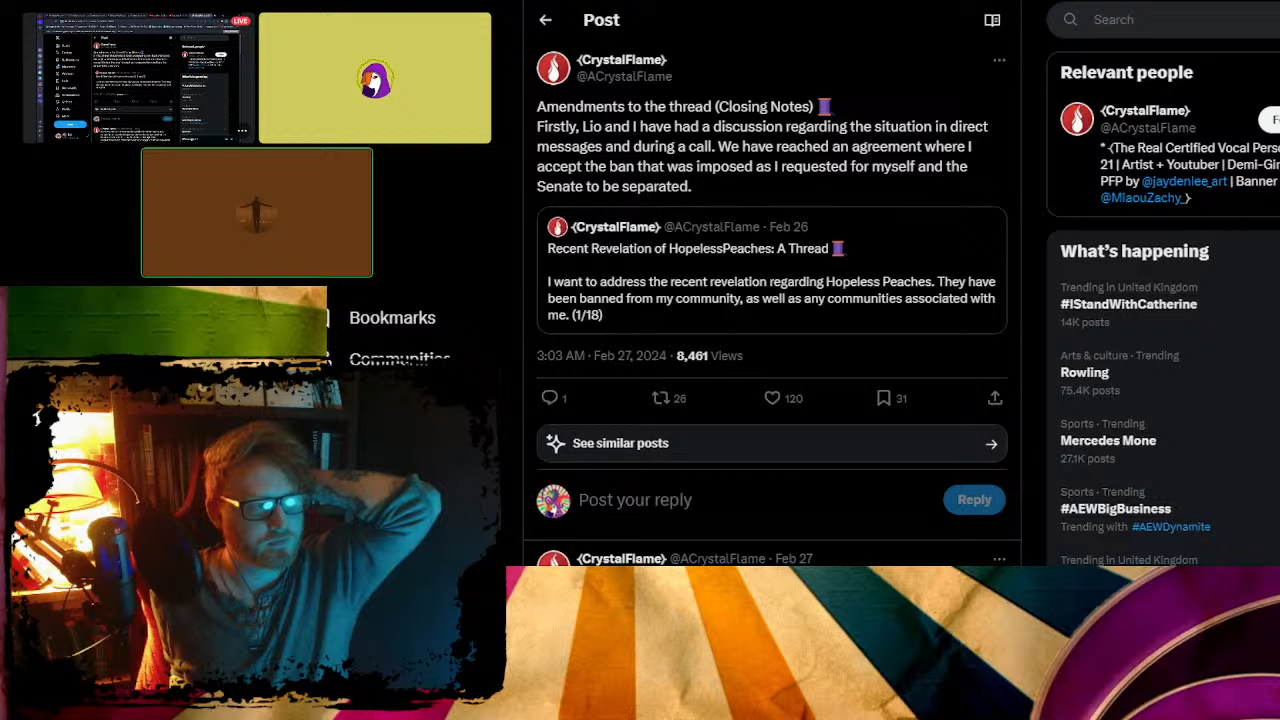 LIVE
Post
Search
{CrystalFlame}
@ACrystalFlame
Amendments to the thread (Closing Notes) 🧵
Firstly, Lio and I have had a discussion regarding the situation in direct
messages and during a call. We have reached an agreement where I
accept the ban that was imposed as I requested for myself and the
Senate to be separated.
{CrystalFlame} @ACrystalFlame · Feb 26
Recent Revelation of HopelessPeaches: A Thread 🧵
I want to address the recent revelation regarding Hopeless Peaches. They have
been banned from my community, as well as any communities associated with
me. (1/18)
3:03 AM · Feb 27, 2024 · 8,461 Views
1 26 120 31
See similar posts
Post your reply
Reply
{CrystalFlame} @ACrystalFlame · Feb 27
Bookmarks
Communities
Relevant people
{CrystalFlame}
@ACrystalFlame
*-{The Real Certified Vocal Pers
21 | Artist + Youtuber | Demi-Gir
PFP by @jaydenlee_art | Banner
@MiaouZachy_}
What's happening
Trending in United Kingdom
#IStandWithCatherine
14K posts
Arts & culture · Trending
Rowling
75.4K posts
Sports · Trending
Mercedes Mone
27.1K posts
Sports · Trending
#AEWBigBusiness
Trending with #AEWDynamite
Trending in United Kingdom